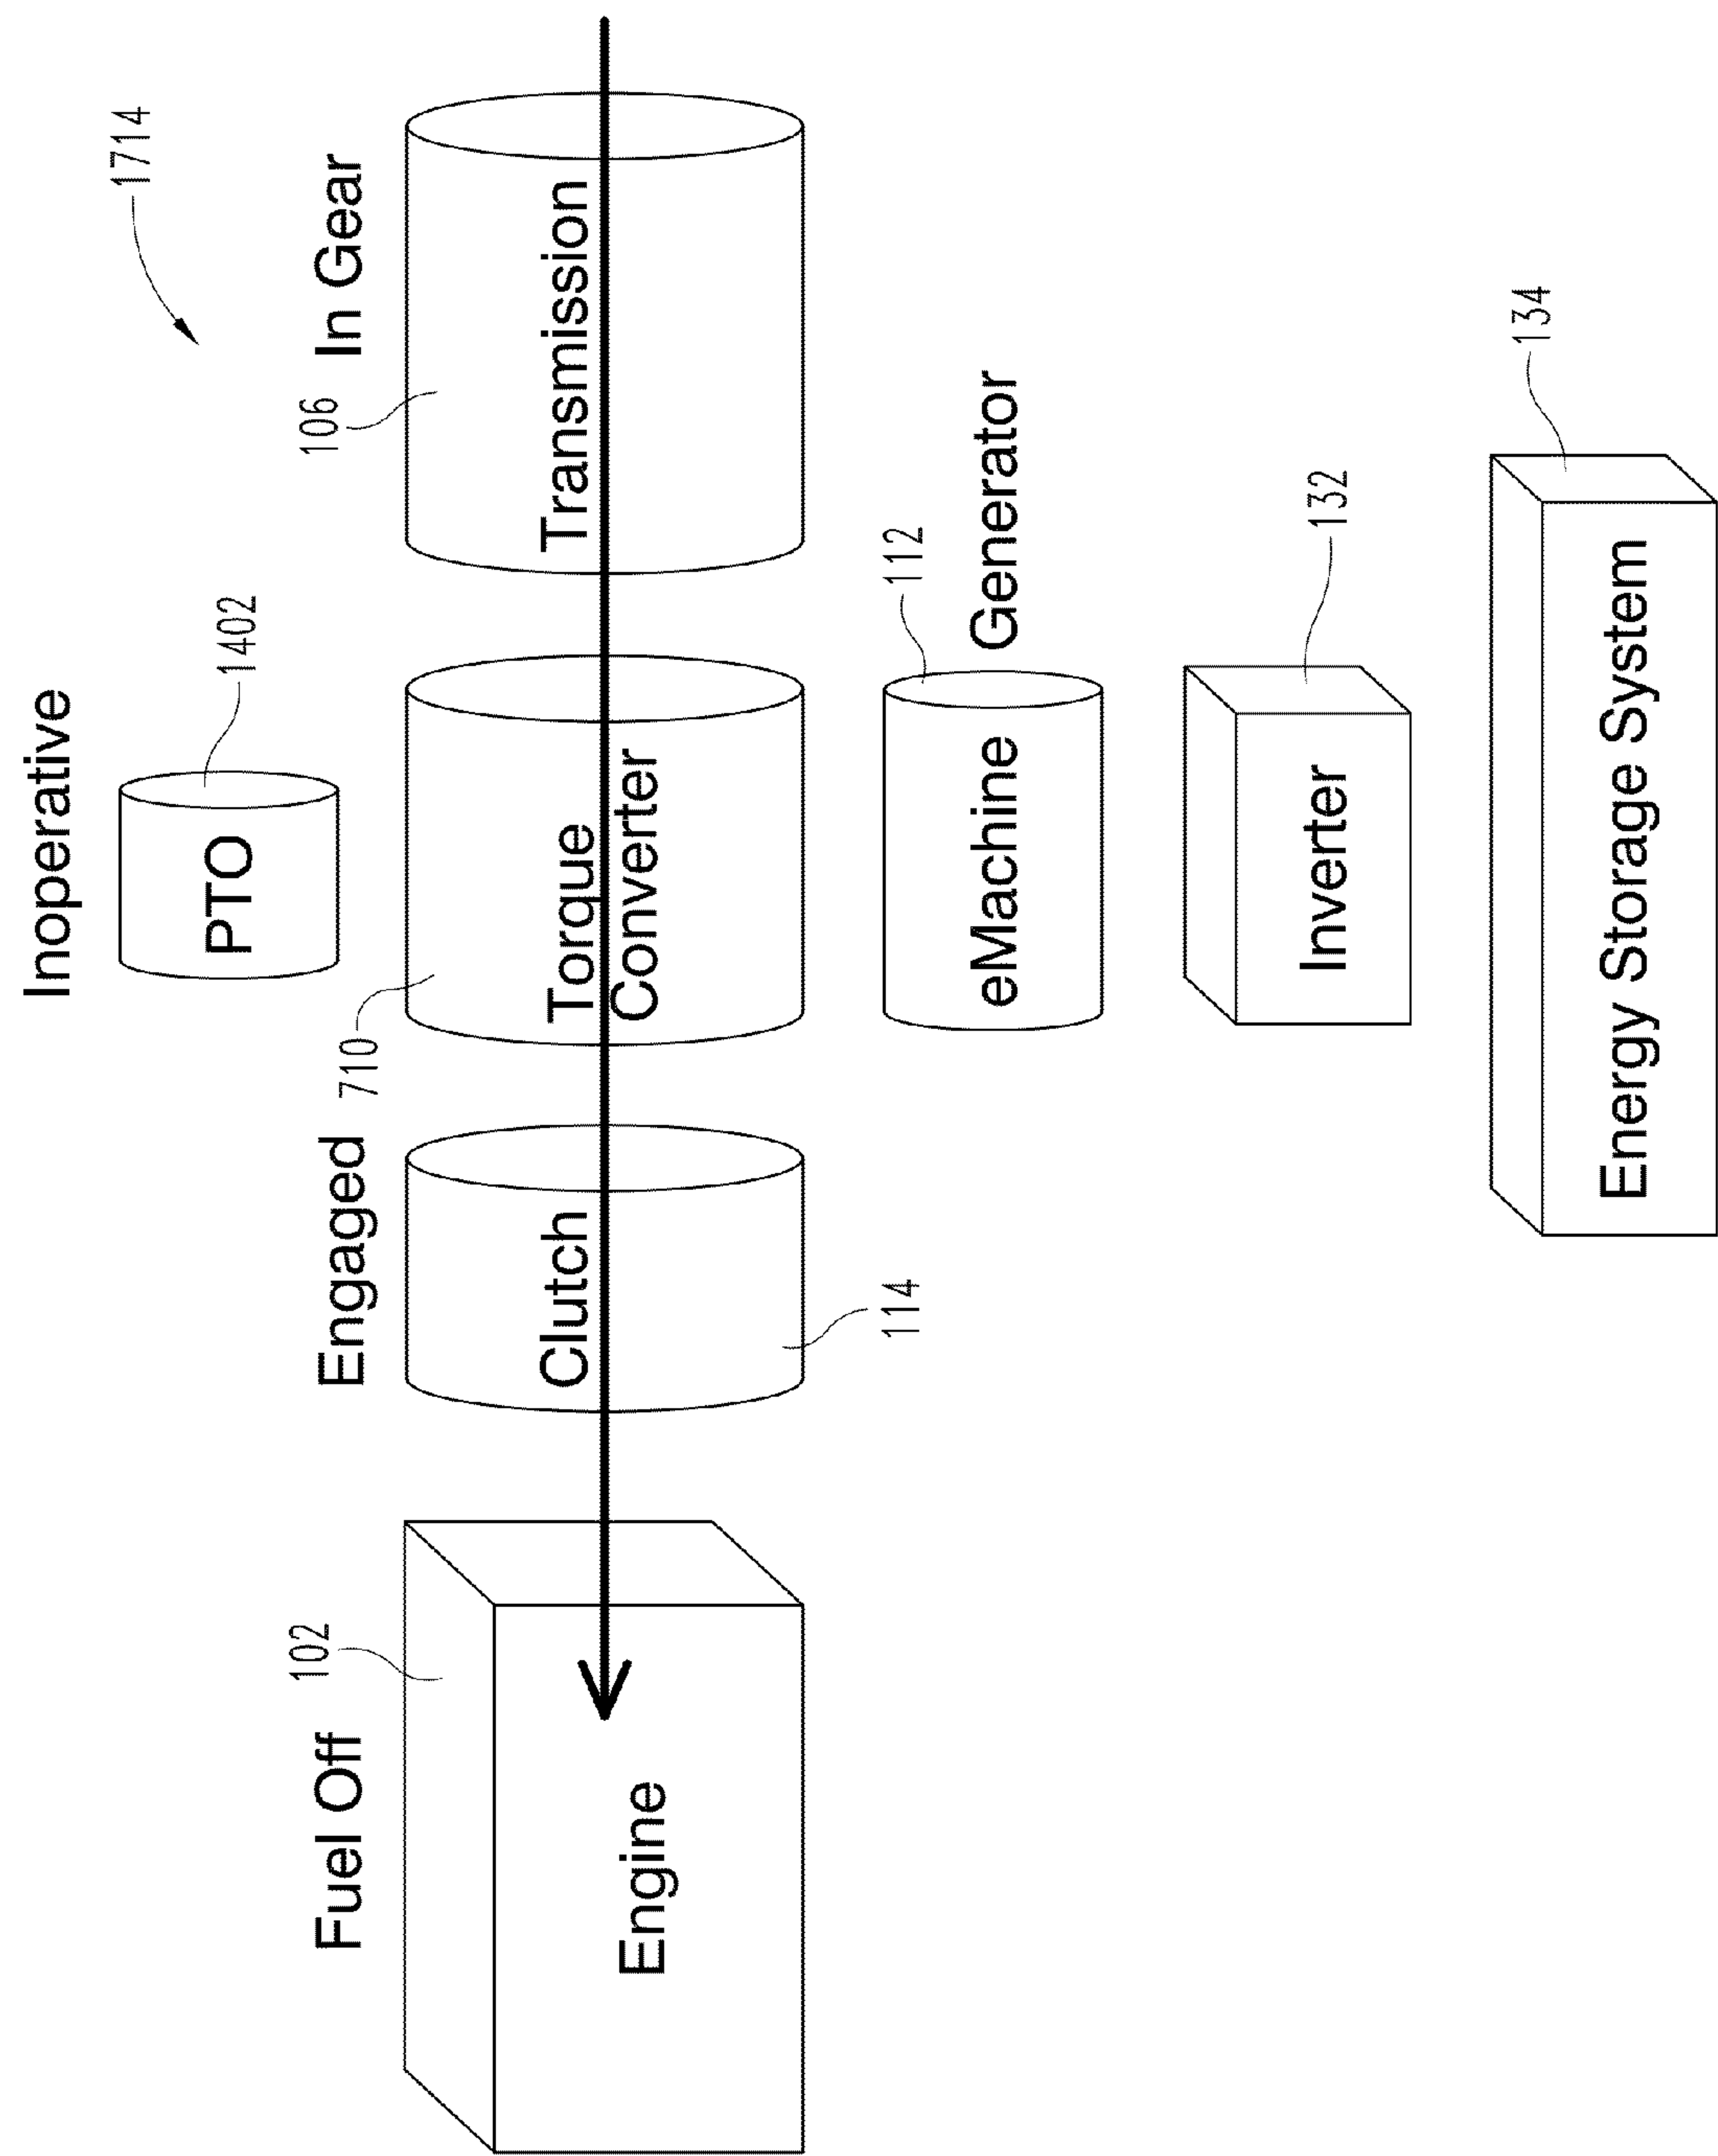 Inoperative
1714
PTO
1402
Fuel Off
102
Engaged
710
106
In Gear
Engine
Clutch
Torque
Converter
Transmission
114
112
eMachine
Generator
132
Inverter
134
Energy Storage System